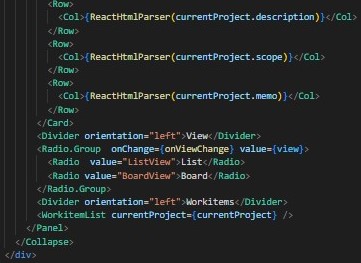 <Row>
<Col>{ReactHtmlParser(currentProject.description)}</Col>
</Row>
<Row>
<Col>{ReactHtmlParser(currentProject.scope)}</Col>
</Row>
<Row>
<Col>{ReactHtmlParser(currentProject.memo)}</Col>
</Row>
</Card>
<Divider orientation="left">View</Divider>
<Radio.Group  onChange={onViewChange} value={view}>
<Radio  value="ListView">List</Radio>
<Radio value="BoardView">Board</Radio>
</Radio.Group>
<Divider orientation="left">Workitems</Divider>
<WorkitemList currentProject={currentProject} />
</Panel>
</Collapse>
</div>